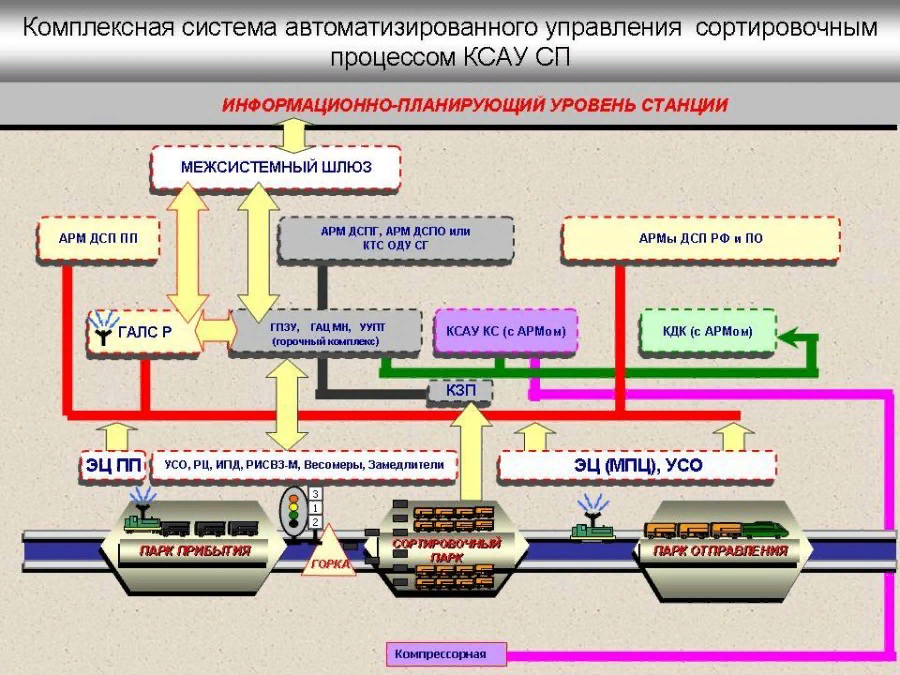 Комплексная система автоматизированного управления сортировочным
процессом КСАУ СП
ИНФОРМАЦИОННО-ПЛАНИРУЮЩИЙ УРОВЕНЬ СТАНЦИИ
МЕЖСИСТЕМНЫЙ ШЛЮЗ
АРМ ДСП ПП
АРМ ДСПГ, АРМ ДСПО или
КТС ОДУ СГ
АРМы ДСП РФ и ПО
ГАЛС Р
ГПЗУ, ГАЦ МН, УУПТ
(горочный комплекс)
КСАУ КС (с АРМом)
КДК (с АРМом)
КЗП
ЭЦ ПП
УСО, РЦ, ИПД, РИСВЗ-М, Весомеры, Замедлители
ЭЦ (МПЦ), УСО
3
1
2
ПАРК ПРИБЫТИЯ
ГОРКА
СОРТИРОВОЧНЫЙ
ПАРК
ПАРК ОТПРАВЛЕНИЯ
Компрессорная